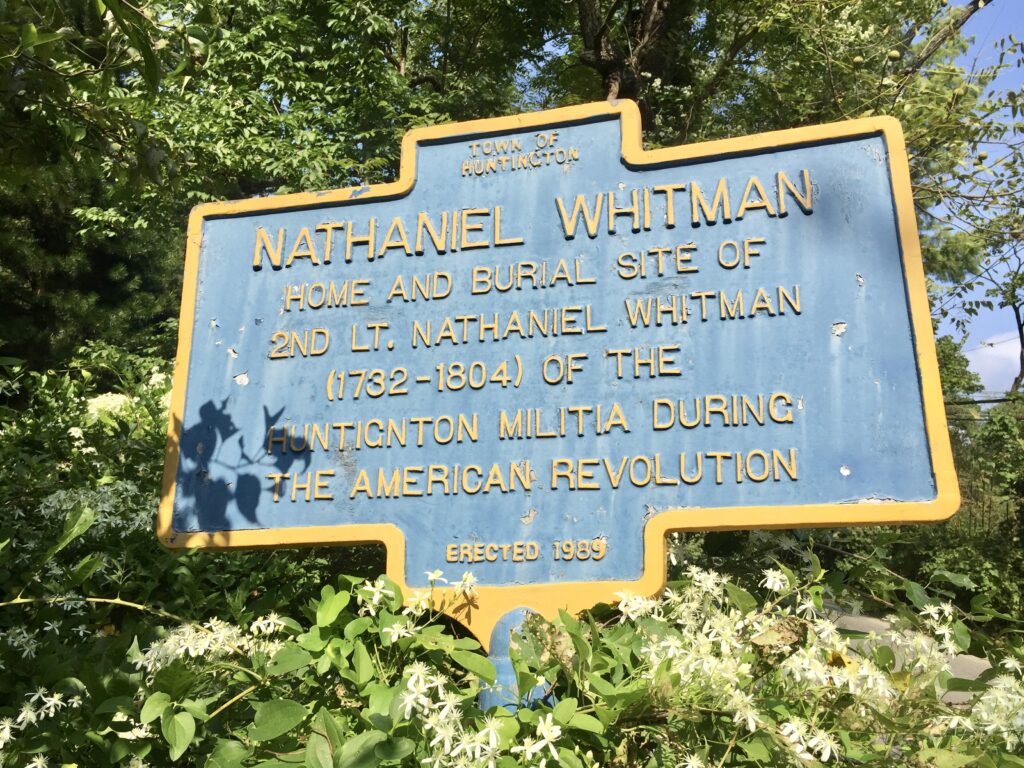 TOWN OF
HUNTINGTON
NATHANIEL WHITMAN
HOME AND BURIAL SITE OF
2ND LT. NATHANIEL WHITMAN
(1732-1804) OF THE
HUNTIGNTON MILITIA DURING
THE AMERICAN REVOLUTION
ERECTED 1989